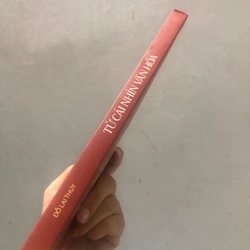 ĐỖ LAI THÚY
TỪ CÁI NHÌN VĂN HÓA